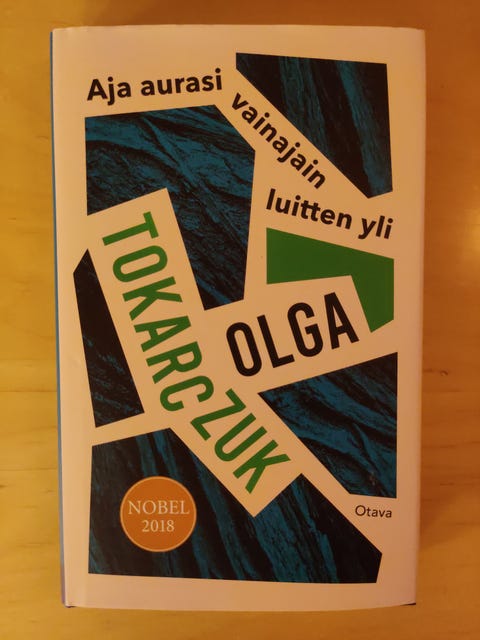 Aja aurasi
vainajain
luitten yli
OLGA
TOKARCZUK
NOBEL
2018
Otava